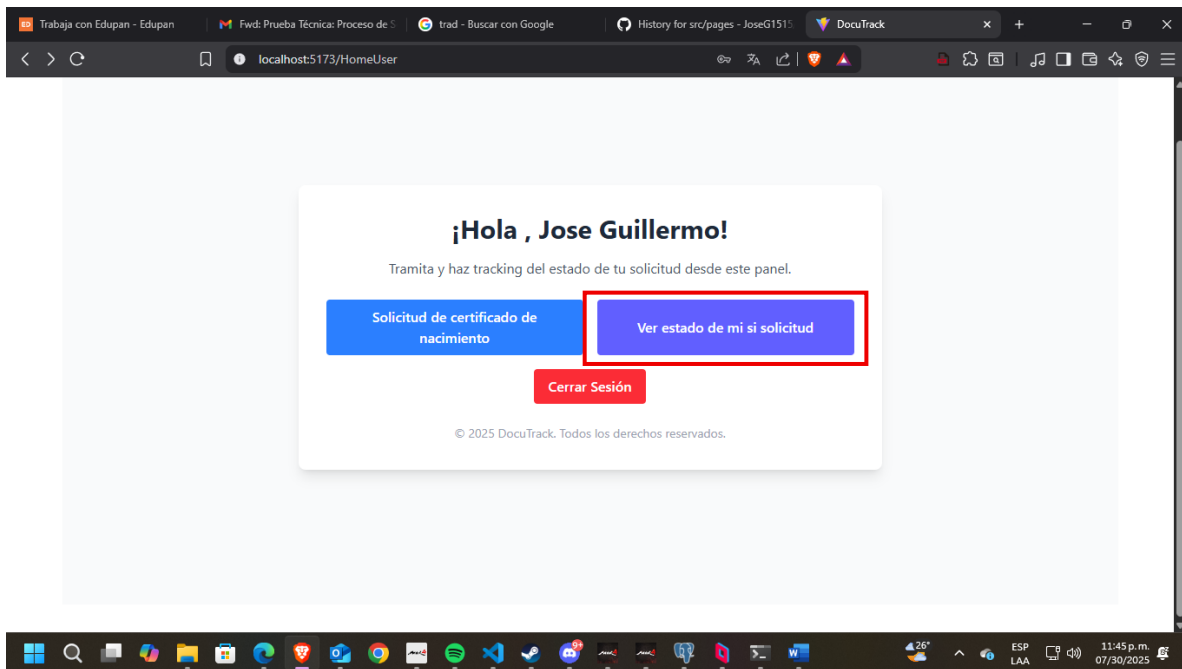 Trabaja con Edupan - Edupan
Fwd: Prueba Técnica: Proceso de S
trad - Buscar con Google
History for src/pages - JoseG1515
DocuTrack
localhost:5173/HomeUser
¡Hola , Jose Guillermo!
Tramita y haz tracking del estado de tu solicitud desde este panel.
Solicitud de certificado de
nacimiento
Ver estado de mi si solicitud
Cerrar Sesión
© 2025 DocuTrack. Todos los derechos reservados.
26°
ESP
LAA
11:45 p.m.
07/30/2025